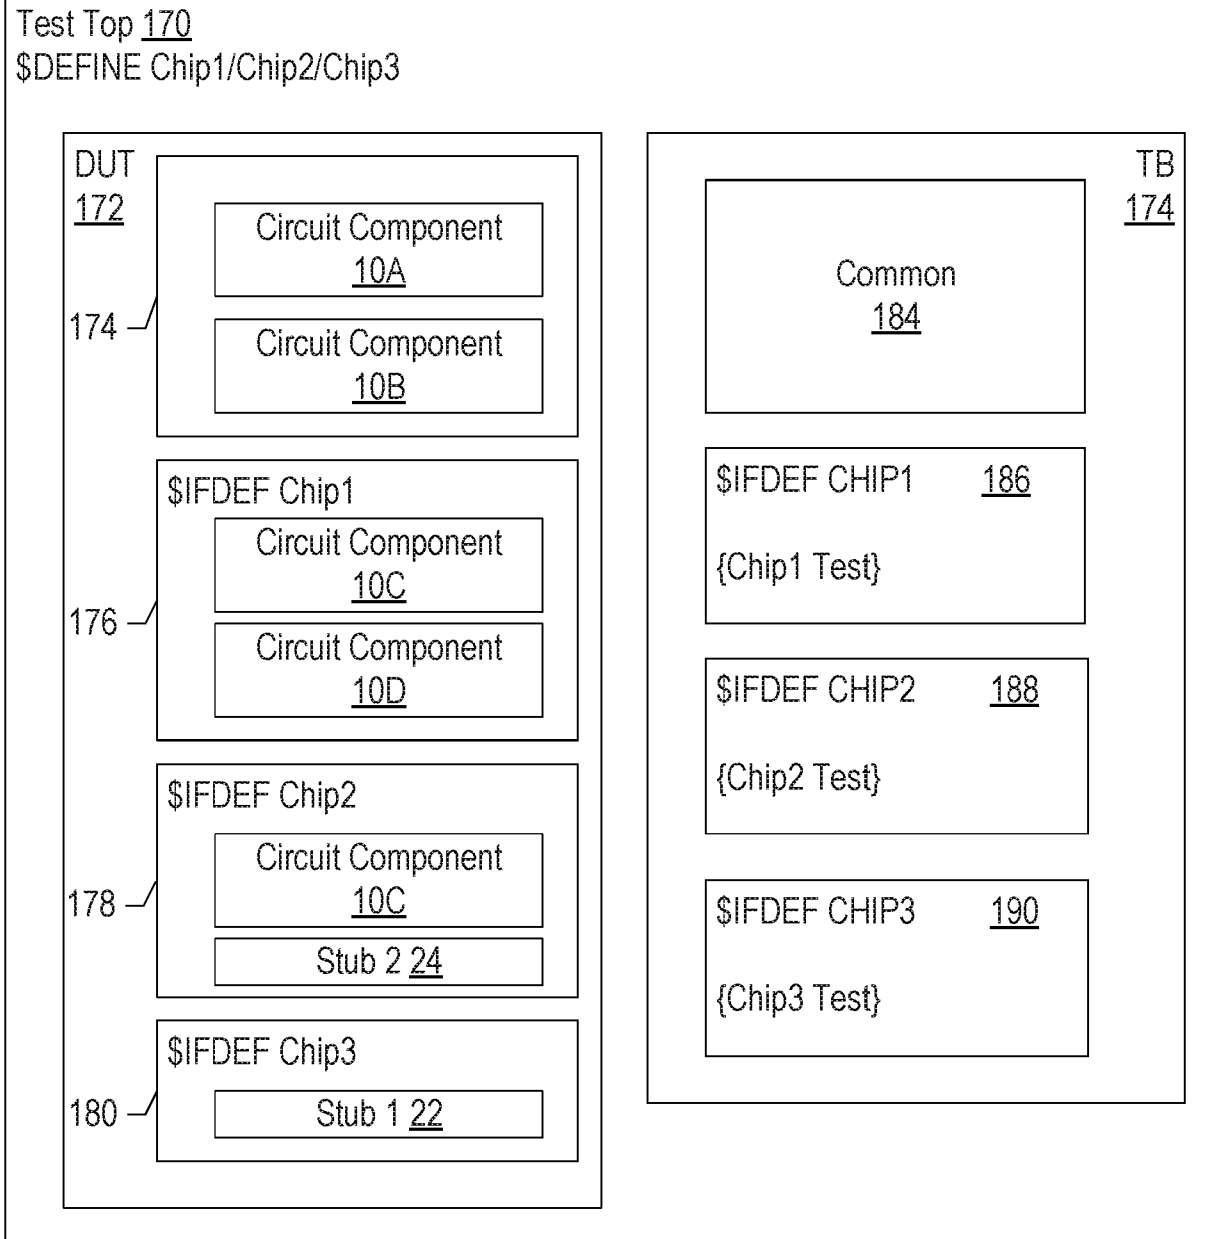 Test Top 170
$DEFINE Chip1/Chip2/Chip3
DUT
172
Circuit Component
10A
Circuit Component
10B
174
$IFDEF Chip1
Circuit Component
10C
Circuit Component
10D
176
$IFDEF Chip2
Circuit Component
10C
Stub 2 24
178
$IFDEF Chip3
Stub 1 22
180
TB
174
Common
184
$IFDEF CHIP1 186
{Chip1 Test}
$IFDEF CHIP2 188
{Chip2 Test}
$IFDEF CHIP3 190
{Chip3 Test}